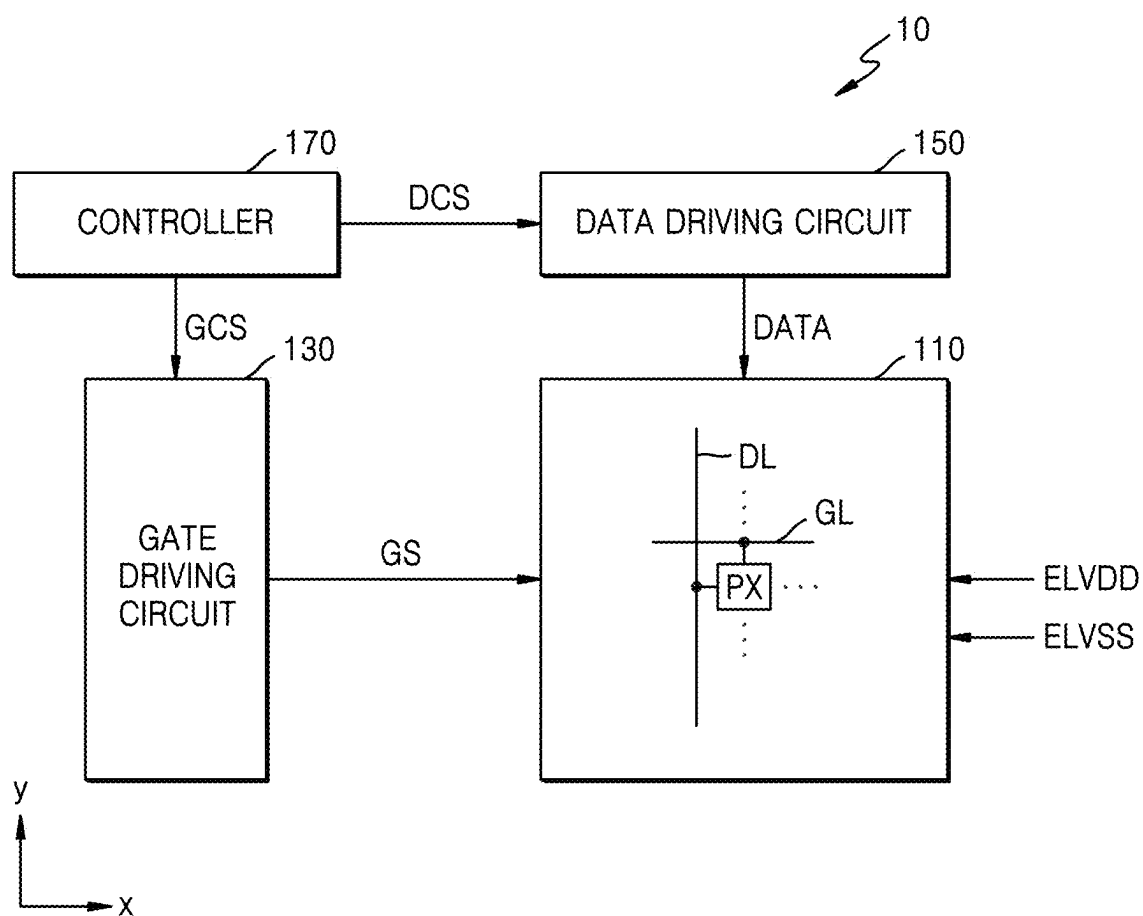 10
170
150
CONTROLLER
DCS
DATA DRIVING CIRCUIT
GCS
DATA
130
110
DL
GL
GATE
DRIVING
CIRCUIT
GS
PX
ELVDD
ELVSS
y
x